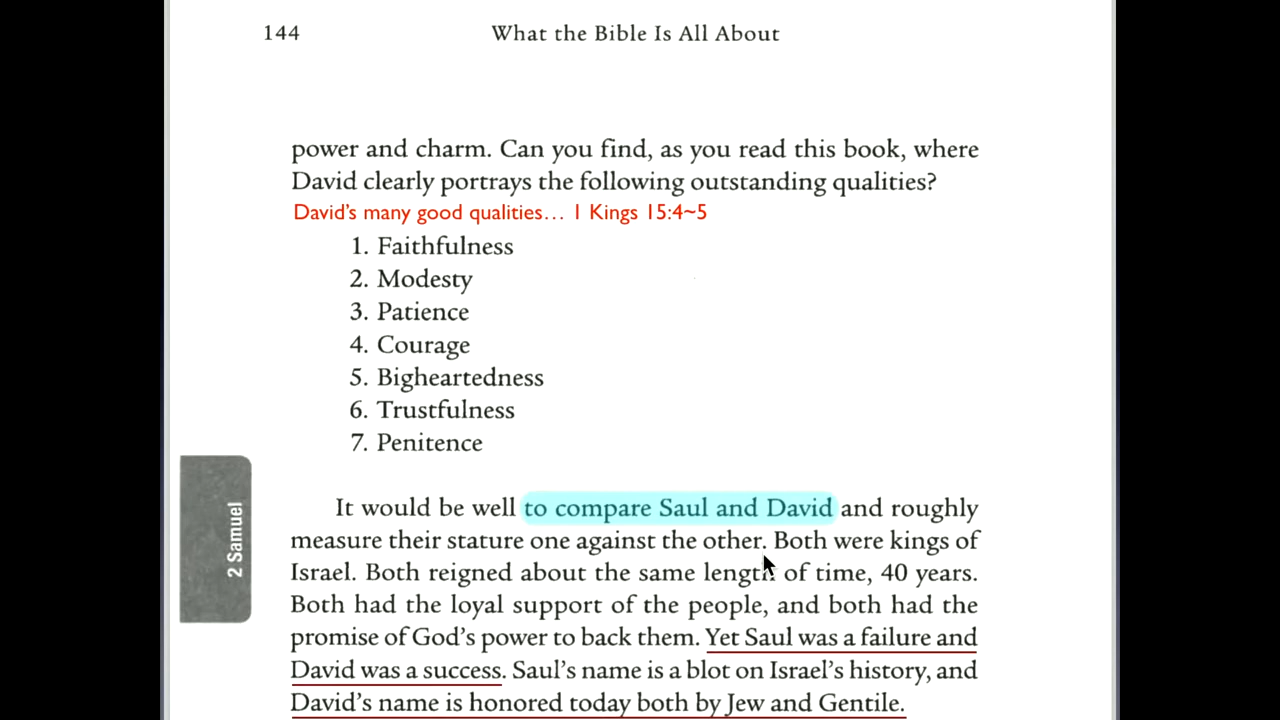 144 What the Bible Is All About
power and charm. Can you find, as you read this book, where
David clearly portrays the following outstanding qualities?
David's many good qualities… 1 Kings 15:4~5
1. Faithfulness
2. Modesty
3. Patience
4. Courage
5. Bigheartedness
6. Trustfulness
7. Penitence
2 Samuel
It would be well to compare Saul and David and roughly
measure their stature one against the other. Both were kings of
Israel. Both reigned about the same length of time, 40 years.
Both had the loyal support of the people, and both had the
promise of God's power to back them. Yet Saul was a failure and
David was a success. Saul's name is a blot on Israel's history, and
David's name is honored today both by Jew and Gentile.